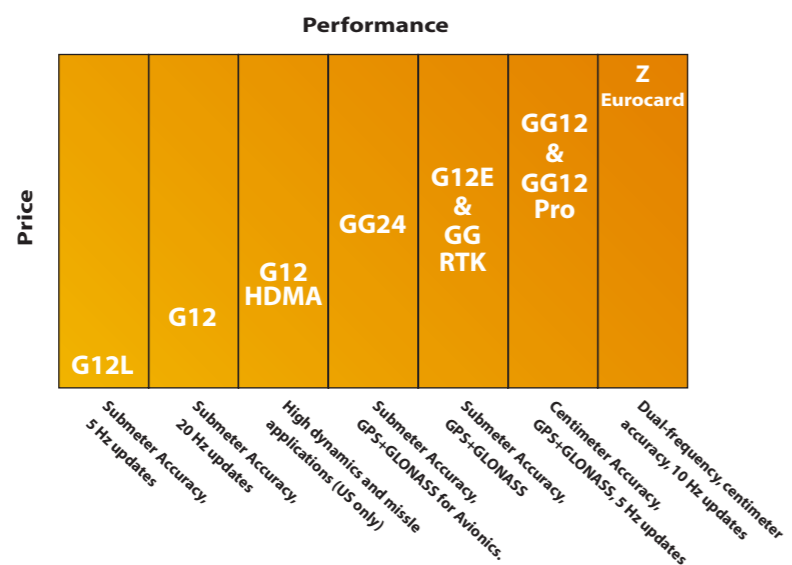 Performance
Price
G12L
G12
G12
HDMA
GG24
G12E
&
GG
RTK
GG12
&
GG12
Pro
Z
Eurocard
Submeter Accuracy,
5 Hz updates
Submeter Accuracy,
20 Hz updates
High dynamics and missle
applications (US only)
Submeter Accuracy,
GPS+GLONASS for Avionics.
Submeter Accuracy,
GPS+GLONASS
Centimeter Accuracy,
GPS+GLONASS, 5 Hz updates
Dual-frequency, centimeter
accuracy, 10 Hz updates